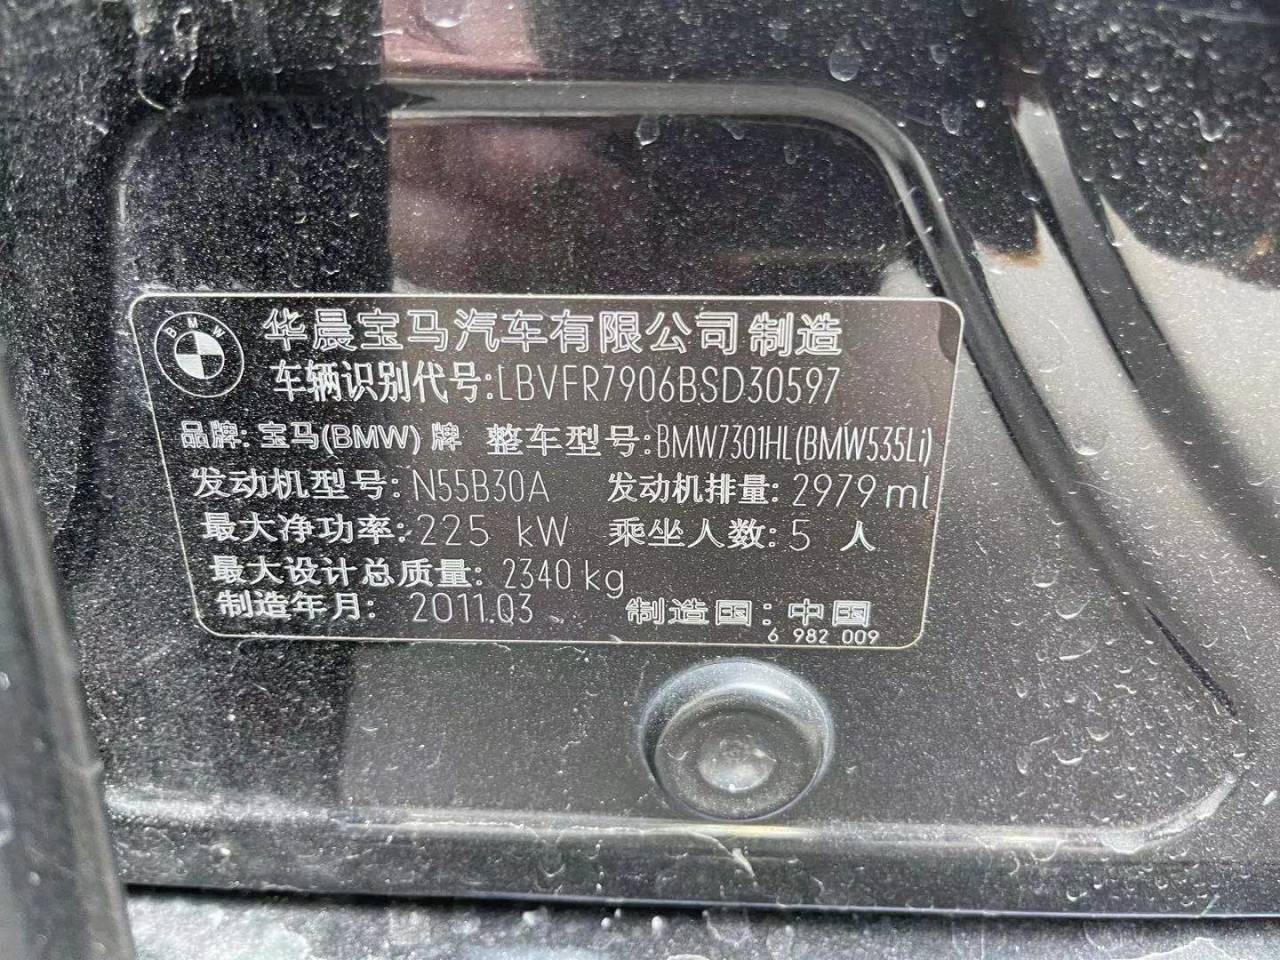 BMW
华晨宝马汽车有限公司制造
车辆识别代号:LBVFR7906BSD30597
品牌:宝马(BMW)牌 整车型号:BMW7301HL(BMW535Li)
发动机型号:N55B30A 发动机排量:2979ml
最大净功率:225 kW 乘坐人数:5 人
最大设计总质量:2340kg
制造年月:2011.03 制造国:中国
6 982 009